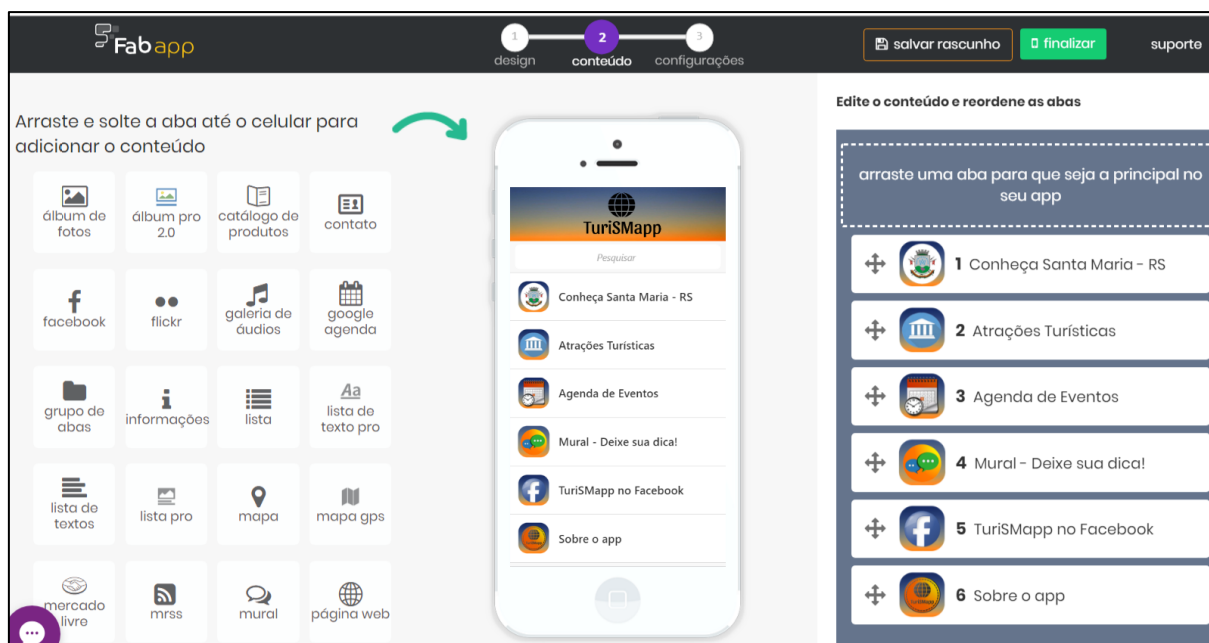 Fabapp
1
2
3
design
conteúdo
configurações
salvar rascunho
finalizar
suporte
Arraste e solte a aba até o celular para
adicionar o conteúdo
álbum de
fotos
álbum pro
2.0
catálogo de
produtos
contato
facebook
flickr
galeria de
áudios
google
agenda
grupo de
abas
informações
lista
Aa
lista de
texto pro
lista de
textos
lista pro
mapa
mapa gps
mercado
livre
mrss
mural
página web
TuriSMapp
Pesquisar
Conheça Santa Maria - RS
Atrações Turísticas
Agenda de Eventos
Mural - Deixe sua dica!
TuriSMapp no Facebook
Sobre o app
Edite o conteúdo e reordene as abas
arraste uma aba para que seja a principal no
seu app
1 Conheça Santa Maria - RS
2 Atrações Turísticas
3 Agenda de Eventos
4 Mural - Deixe sua dica!
5 TuriSMapp no Facebook
TuriSMapp
6 Sobre o app